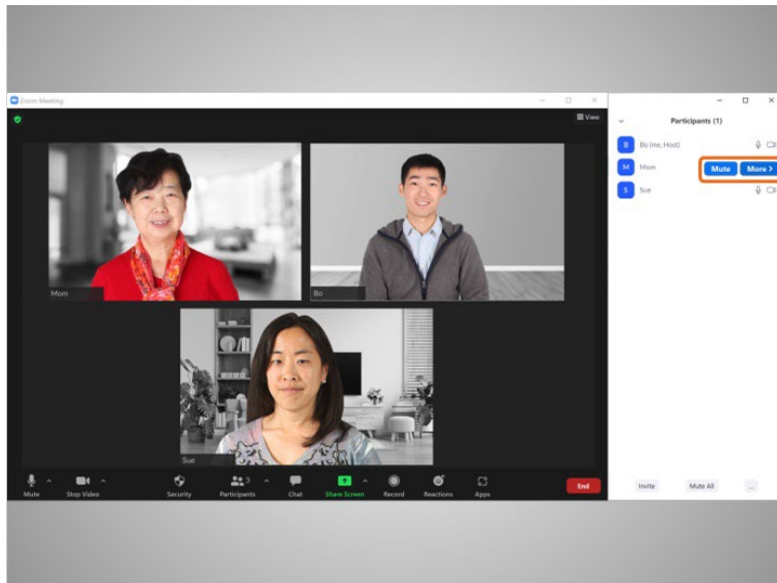 Zoom Meeting
View
Mom
Bo
Sue
Mute
Stop Video
Security
Participants
3
Chat
Share Screen
Record
Reactions
Apps
End
Participants (1)
B Bo (me, Host)
M Mom Mute More >
S Sue
Invite Mute All ...